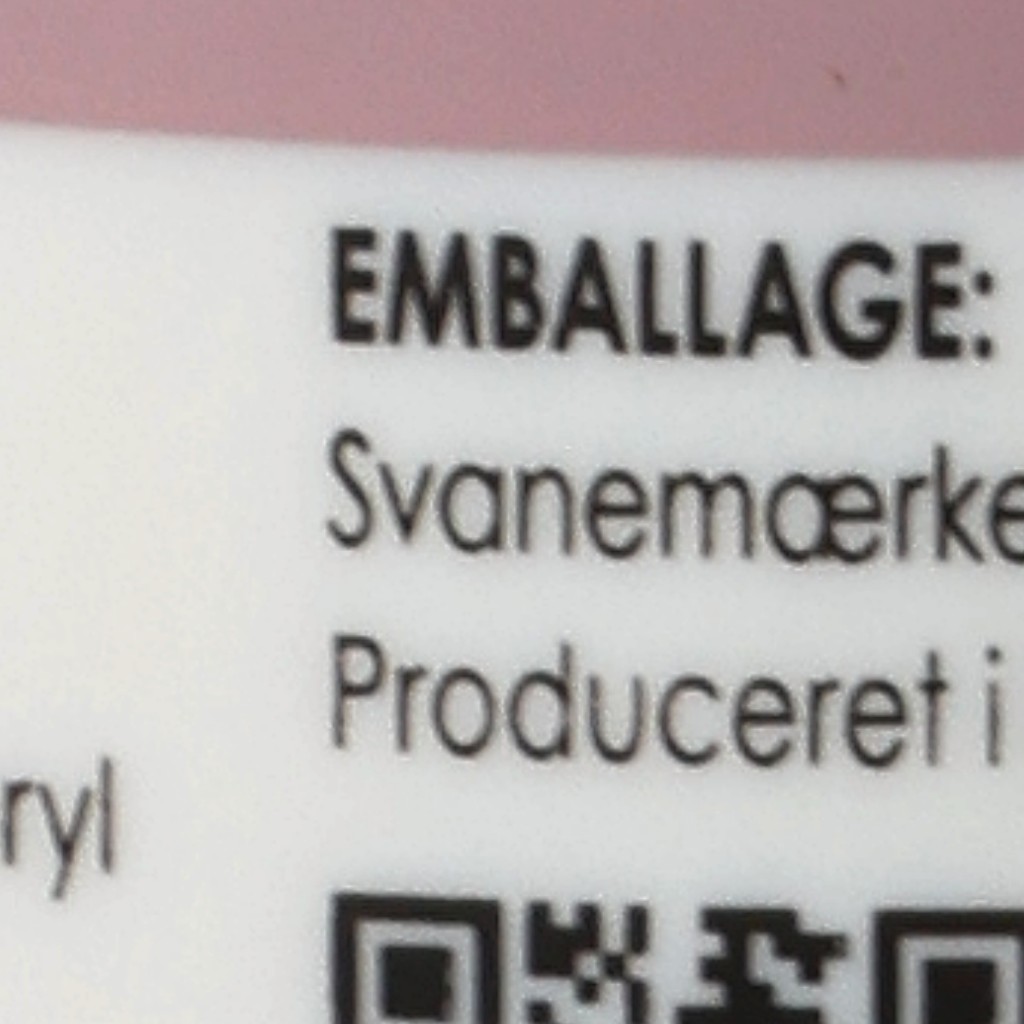 EMBALLAGE:
Svanemærke
Produceret i
ryl